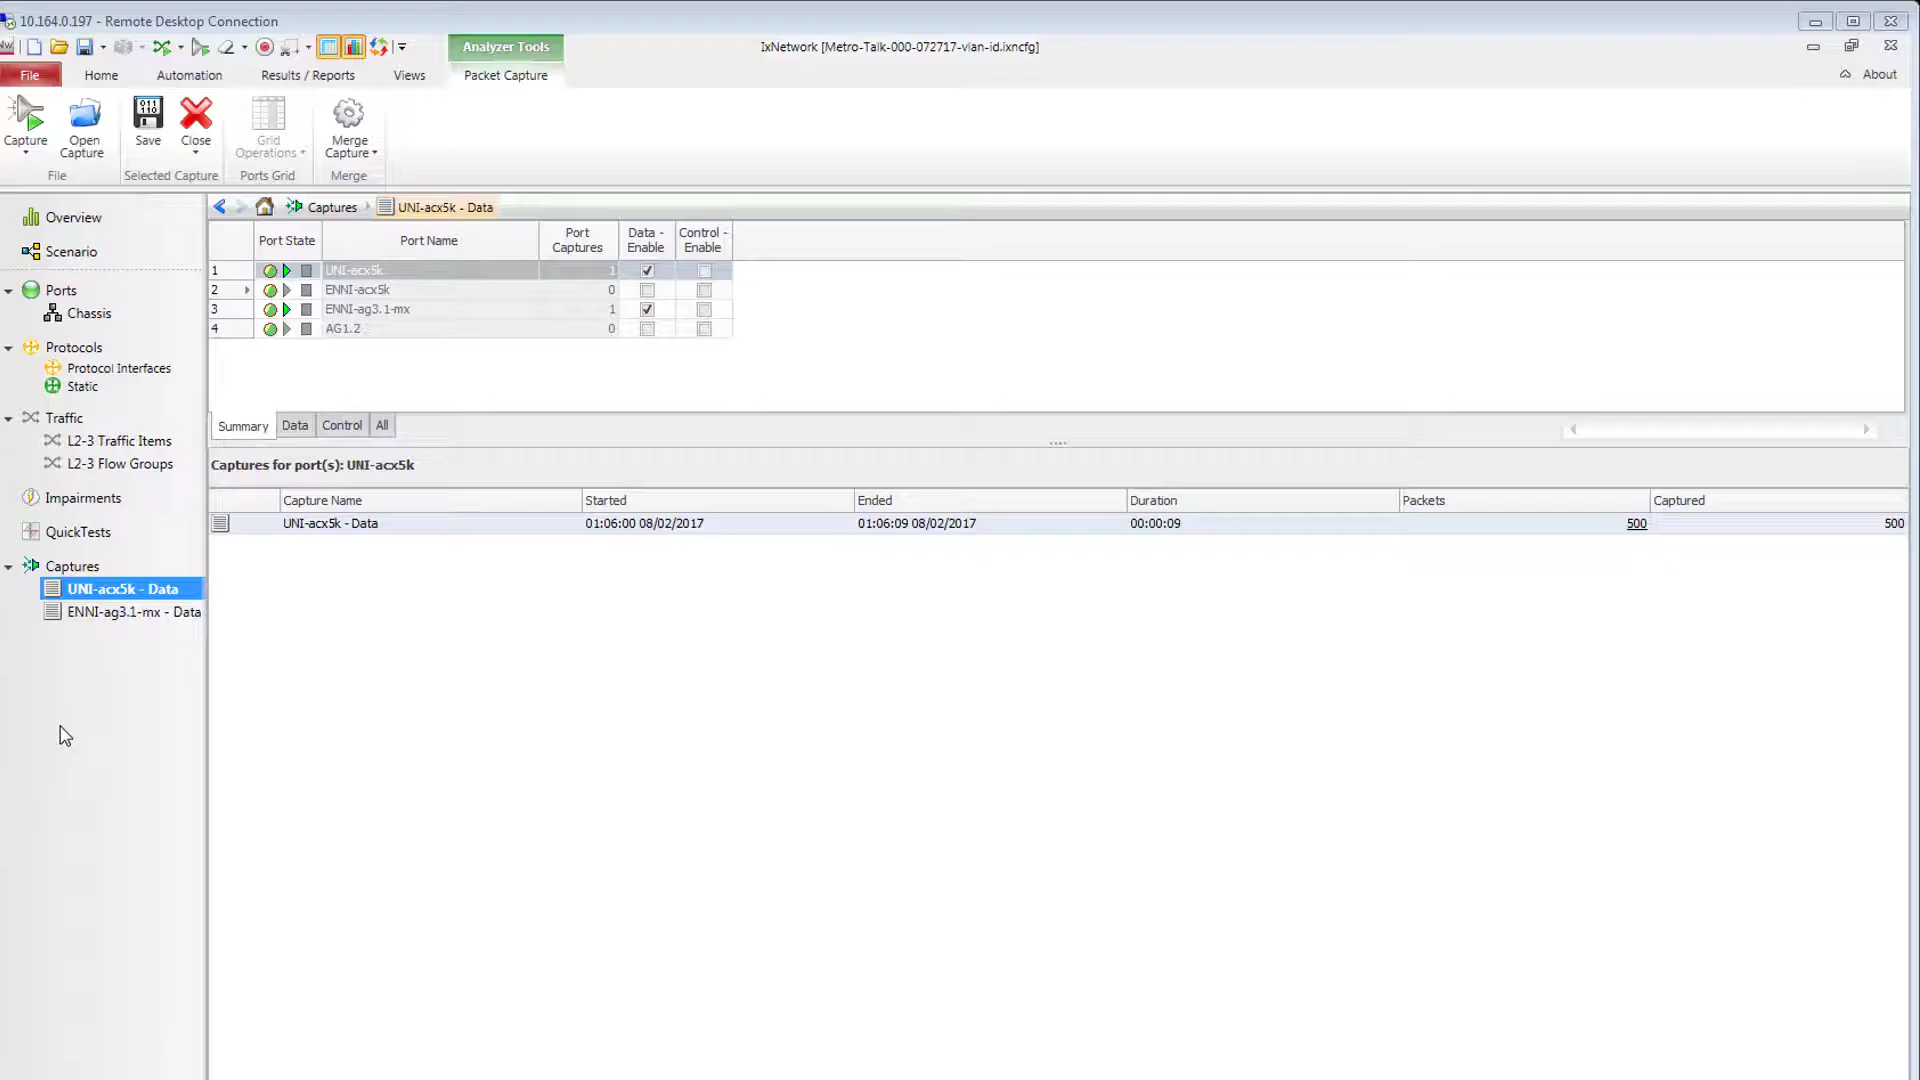 10.164.0.197 - Remote Desktop Connection
Analyzer Tools
IxNetwork [Metro-Talk-000-072717-vlan-id.ixncfg]
File Home Automation Results / Reports Views Packet Capture About
Capture Open Capture Save Close Grid Operations Merge Capture
File Selected Capture Ports Grid Merge
Overview
Scenario
Ports
Chassis
Protocols
Protocol Interfaces
Static
Traffic
L2-3 Traffic Items
L2-3 Flow Groups
Impairments
QuickTests
Captures
UNI-acx5k - Data
ENNI-ag3.1-mx - Data
Captures UNI-acx5k - Data
Port State Port Name Port Captures Data - Enable Control - Enable
1 UNI-acx5k 1
2 ENNI-acx5k 0
3 ENNI-ag3.1-mx 1
4 AG1.2 0
Summary Data Control All
Captures for port(s): UNI-acx5k
Capture Name Started Ended Duration Packets Captured
UNI-acx5k - Data 01:06:00 08/02/2017 01:06:09 08/02/2017 00:00:09 500 500